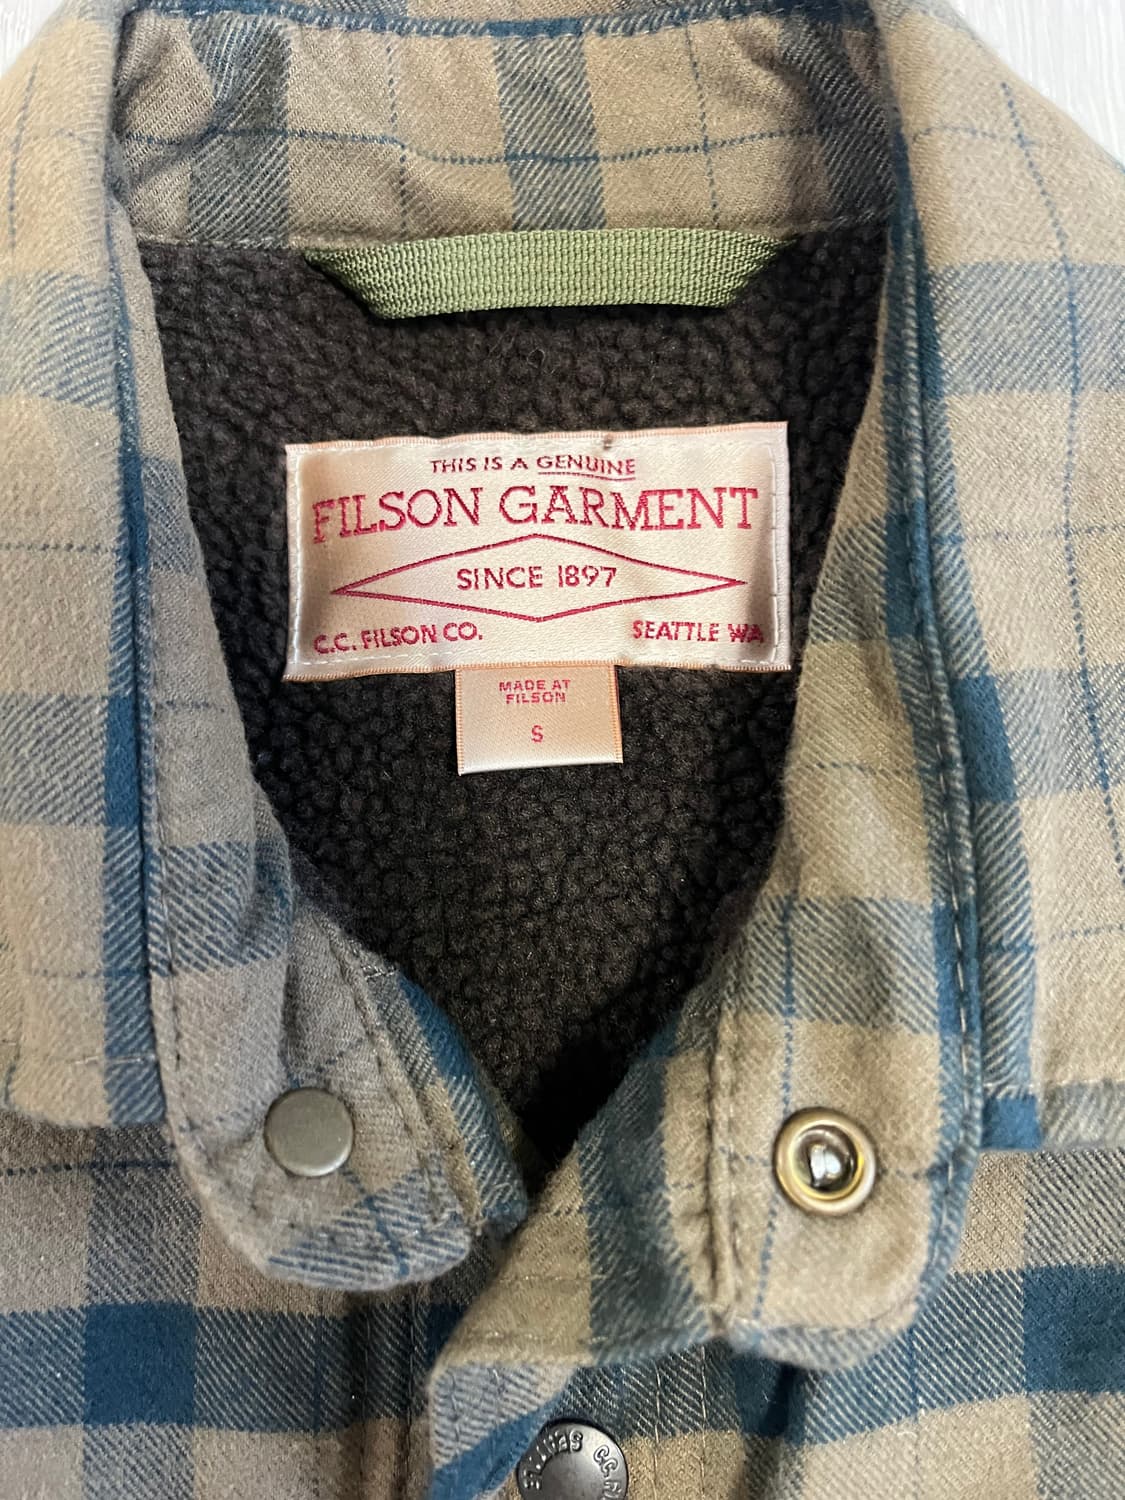 THIS IS A GENUINE
FILSON GARMENT
SINCE 1897
C.C. FILSON CO. SEATTLE WA
MADE AT
FILSON
S